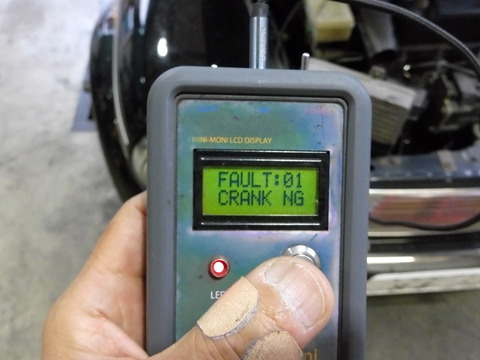 MINI-MONI LCD DISPLAY
FAULT:01
CRANK NG
LED